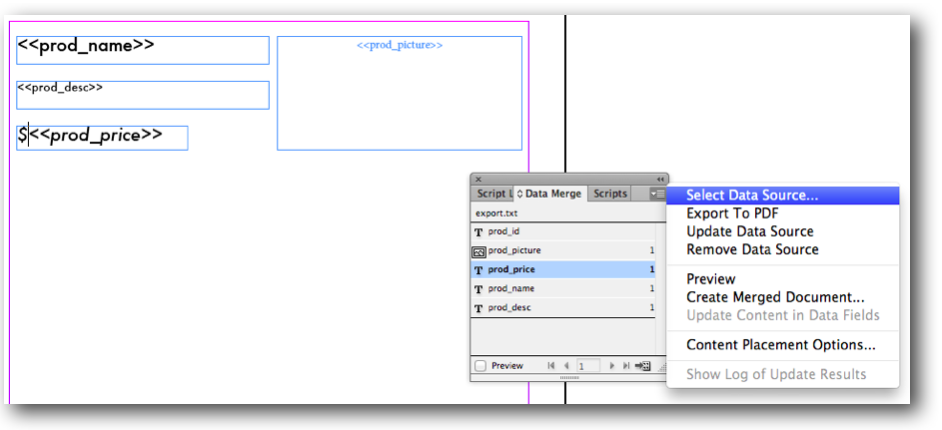 <<prod_name>>
<<prod_picture>>
<<prod_desc>>
$<<prod_price>>
Script L Data Merge Scripts
export.txt
T prod_id
prod_picture 1
T prod_price 1
T prod_name 1
T prod_desc 1
Preview 1
Select Data Source...
Export To PDF
Update Data Source
Remove Data Source
Preview
Create Merged Document...
Update Content in Data Fields
Content Placement Options...
Show Log of Update Results